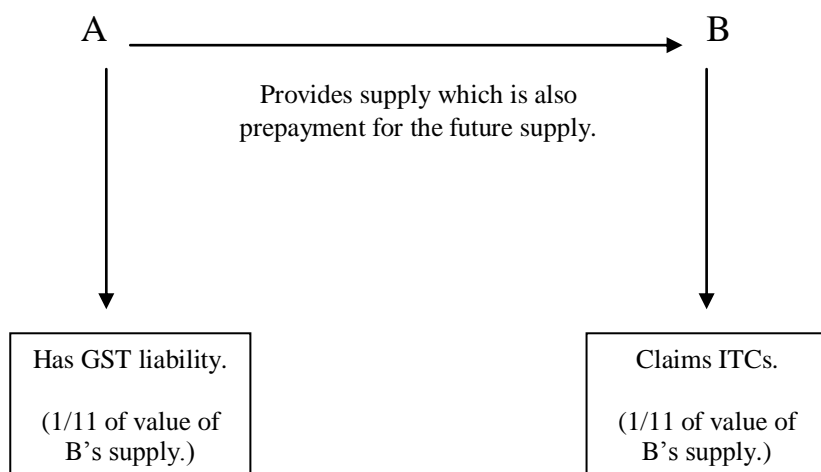 A
B
Provides supply which is also
prepayment for the future supply.
Has GST liability.
(1/11 of value of
B's supply.)
Claims ITCs.
(1/11 of value of
B's supply.)